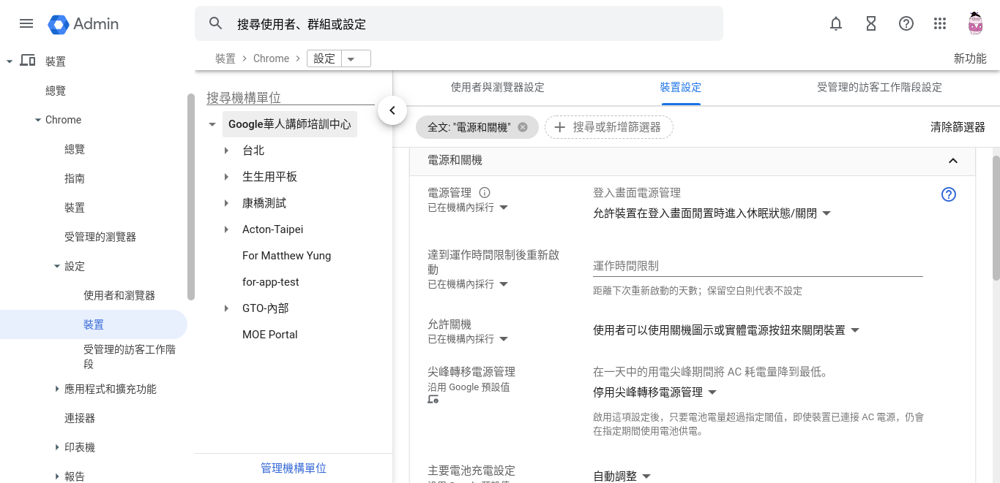 Admin
搜尋使用者、群組或設定
裝置
總覽
Chrome
總覽
指南
裝置
受管理的瀏覽器
設定
使用者和瀏覽器
裝置
受管理的訪客工作階
段
應用程式和擴充功能
連接器
印表機
報告
裝置 > Chrome > 設定
新功能
搜尋機構單位
Google華人講師培訓中心
台北
生生用平板
康橋測試
Acton-Taipei
For Matthew Yung
for-app-test
GTO-內部
MOE Portal
管理機構單位
使用者與瀏覽器設定
裝置設定
受管理的訪客工作階段設定
全文: "電源和關機"
搜尋或新增篩選器
清除篩選器
電源和關機
電源管理
已在機構內採行
登入畫面電源管理
允許裝置在登入畫面閒置時進入休眠狀態/關閉
達到運作時間限制後重新啟
動
已在機構內採行
運作時間限制
距離下次重新啟動的天數；保留空白則代表不設定
允許關機
已在機構內採行
使用者可以使用關機圖示或實體電源按鈕來關閉裝置
尖峰轉移電源管理
沿用 Google 預設值
在一天中的用電尖峰期間將 AC 耗電量降到最低。
停用尖峰轉移電源管理
啟用這項設定後，只要電池電量超過指定閾值，即使裝置已連接 AC 電源，仍會
在指定期間使用電池供電。
主要電池充電設定
沿用 Google 預設值
自動調整